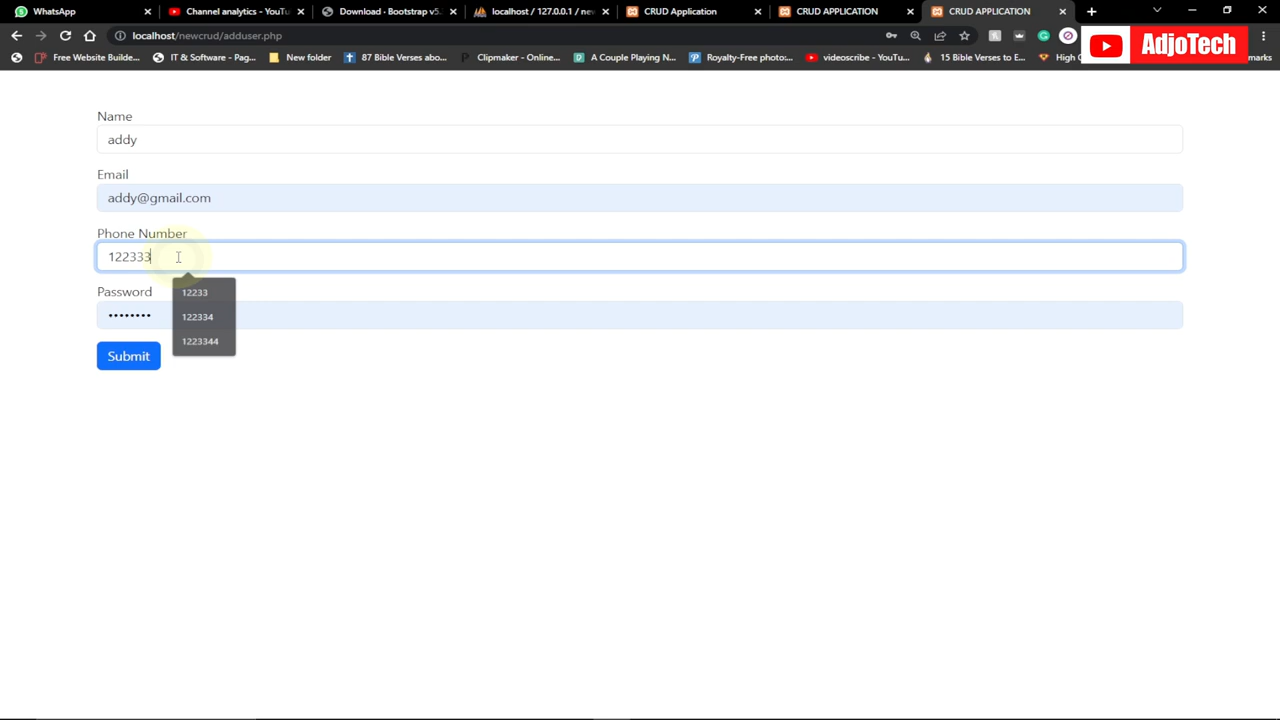 WhatsApp
Channel analytics - YouTu
Download · Bootstrap v5.
localhost / 127.0.0.1 / nev
CRUD Application
CRUD APPLICATION
CRUD APPLICATION
localhost/newcrud/adduser.php
Free Website Builde...
IT & Software - Pag...
New folder
87 Bible Verses abo...
Clipmaker - Online...
A Couple Playing N...
Royalty-Free photo:...
videoscribe - YouTu...
15 Bible Verses to E...
High
marks
AdjoTech
Name
addy
Email
addy@gmail.com
Phone Number
122333
12233
122334
1223344
Password
••••••••
Submit